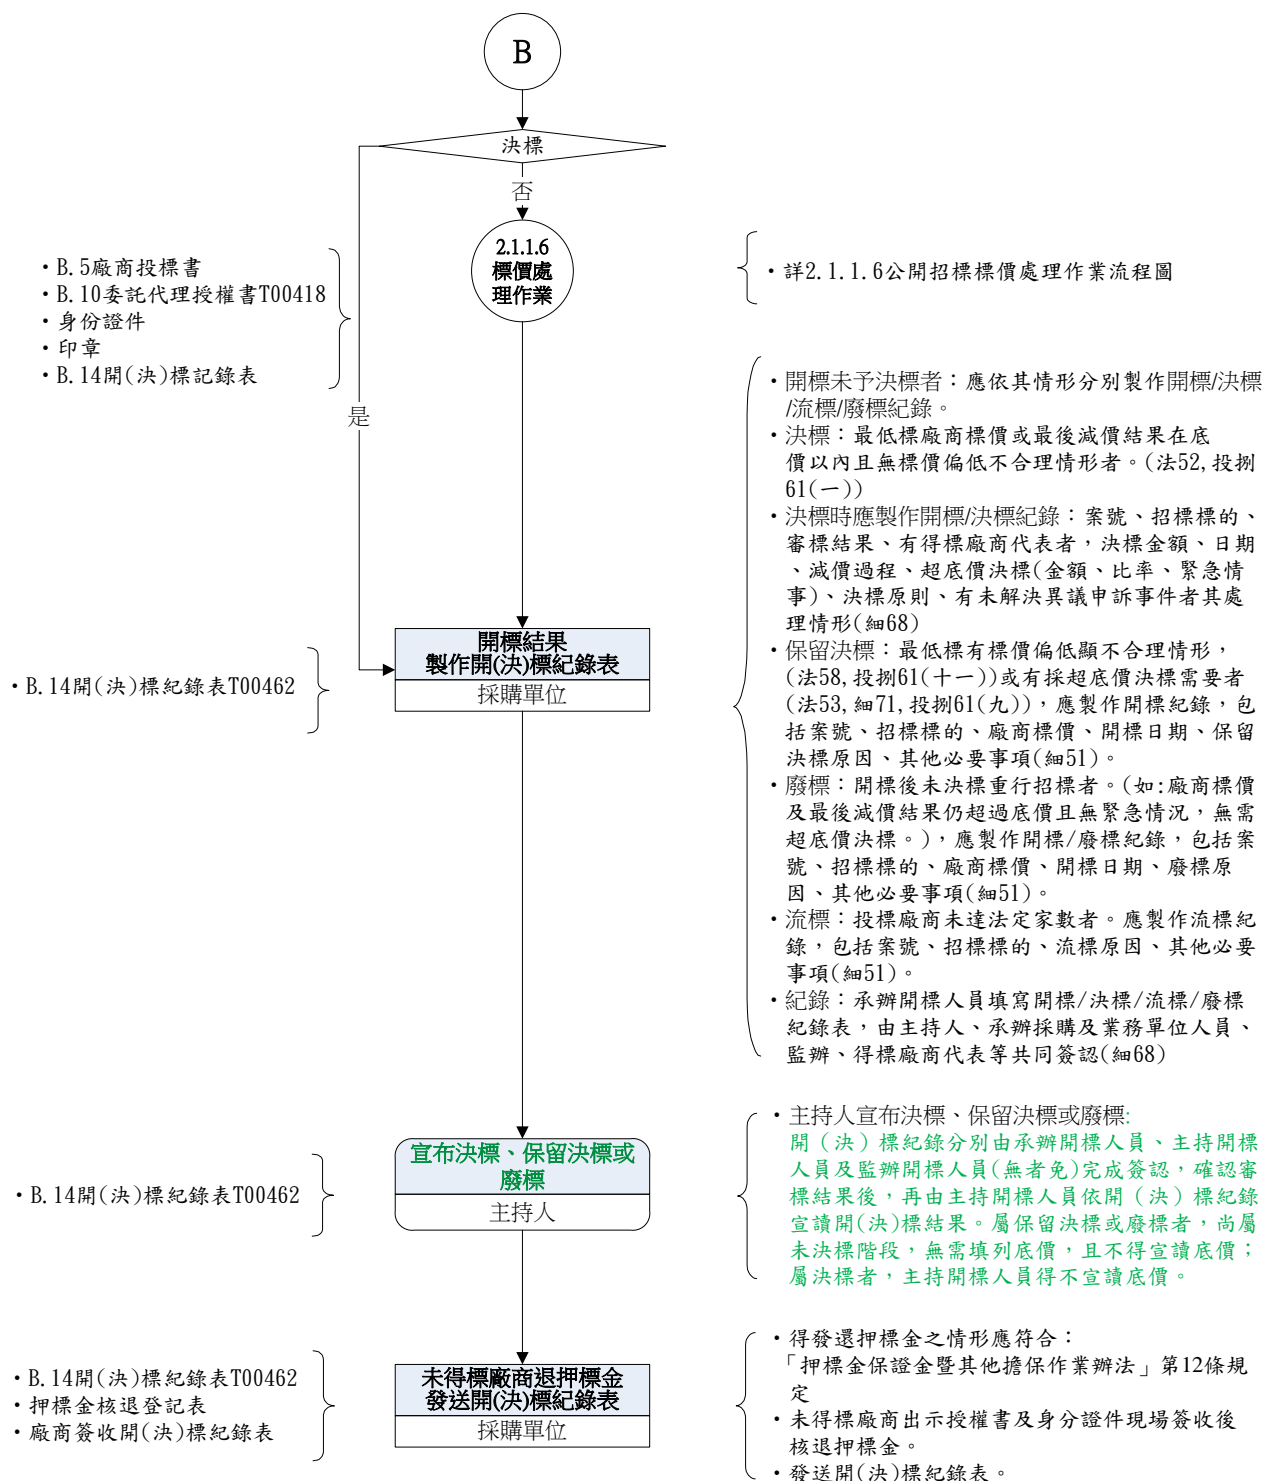 B
決標
否
2.1.1.6
標價處
理作業
是
・B.5廠商投標書
・B.10委託代理授權書T00418
・身份證件
・印章
・B.14開(決)標記錄表
・詳2.1.1.6公開招標標價處理作業流程圖
・開標未予決標者：應依其情形分別製作開標/決標
/流標/廢標紀錄。
・決標：最低標廠商標價或最後減價結果在底
價以內且無標價偏低不合理情形者。(法52,投捌
61(一))
・決標時應製作開標/決標紀錄：案號、招標標的、
審標結果、有得標廠商代表者，決標金額、日期
、減價過程、超底價決標(金額、比率、緊急情
事)、決標原則、有未解決異議申訴事件者其處
理情形(細68)
・保留決標：最低標有標價偏低顯不合理情形，
(法58,投捌61(十一))或有採超底價決標需要者
(法53,細71,投捌61(九))，應製作開標紀錄，包
括案號、招標標的、廠商標價、開標日期、保留
決標原因、其他必要事項(細51)。
・廢標：開標後未決標重行招標者。(如:廠商標價
及最後減價結果仍超過底價且無緊急情況，無需
超底價決標。)，應製作開標/廢標紀錄，包括案
號、招標標的、廠商標價、開標日期、廢標原
因、其他必要事項(細51)。
・流標：投標廠商未達法定家數者。應製作流標紀
錄，包括案號、招標標的、流標原因、其他必要
事項(細51)。
・紀錄：承辦開標人員填寫開標/決標/流標/廢標
紀錄表，由主持人、承辦採購及業務單位人員、
監辦、得標廠商代表等共同簽認(細68)
開標結果
製作開(決)標紀錄表
採購單位
・B.14開(決)標紀錄表T00462
宣布決標、保留決標或
廢標
主持人
・B.14開(決)標紀錄表T00462
・主持人宣布決標、保留決標或廢標:
開（決）標紀錄分別由承辦開標人員、主持開標
人員及監辦開標人員(無者免)完成簽認，確認審
標結果後，再由主持開標人員依開（決）標紀錄
宣讀開(決)標結果。屬保留決標或廢標者，尚屬
未決標階段，無需填列底價，且不得宣讀底價；
屬決標者，主持開標人員得不宣讀底價。
未得標廠商退押標金
發送開(決)標紀錄表
採購單位
・B.14開(決)標紀錄表T00462
・押標金核退登記表
・廠商簽收開(決)標紀錄表
・得發還押標金之情形應符合：
「押標金保證金暨其他擔保作業辦法」第12條規
定
・未得標廠商出示授權書及身分證件現場簽收後
核退押標金。
・發送開(決)標紀錄表。